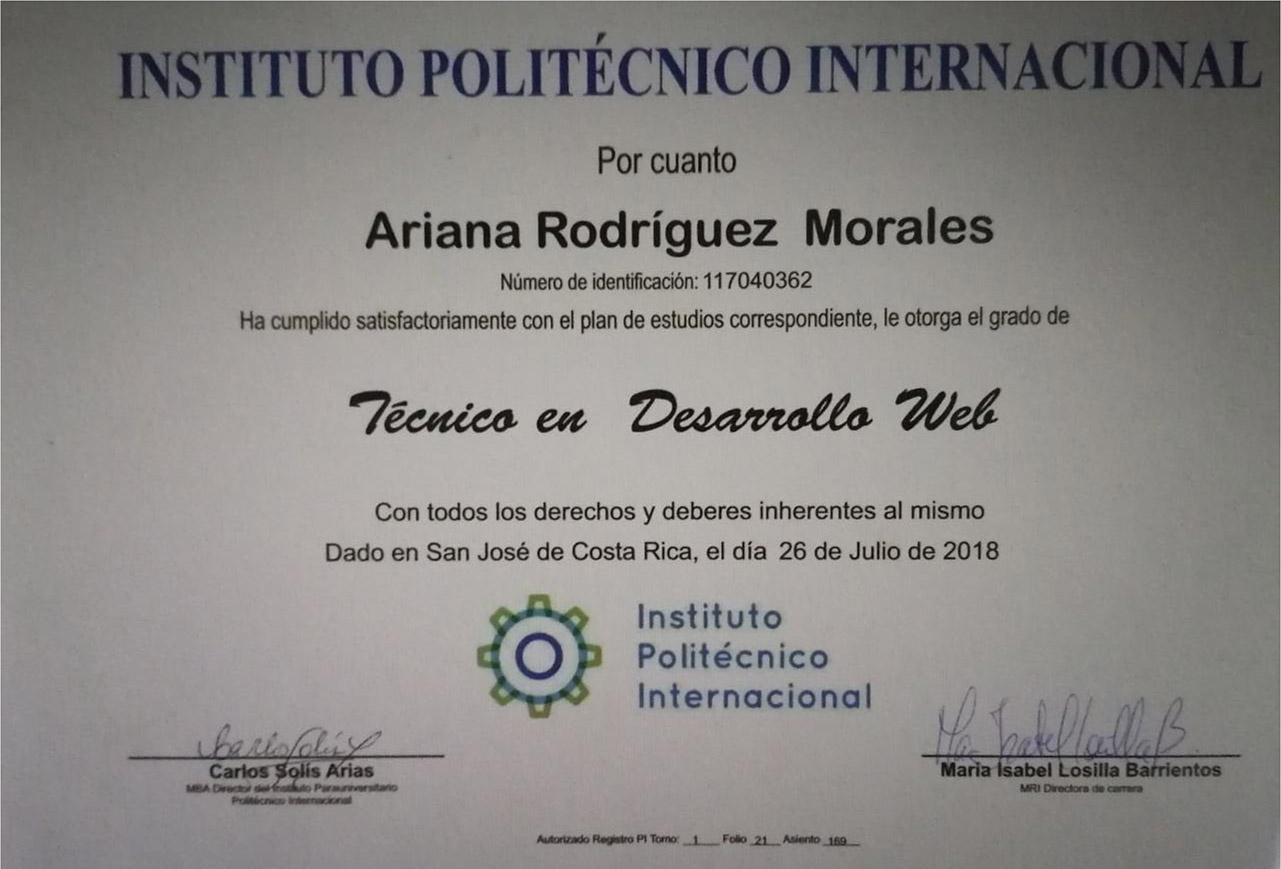 INSTITUTO POLITÉCNICO INTERNACIONAL
Por cuanto
Ariana Rodríguez Morales
Número de identificación: 117040362
Ha cumplido satisfactoriamente con el plan de estudios correspondiente, le otorga el grado de
Técnico en Desarrollo Web
Con todos los derechos y deberes inherentes al mismo
Dado en San José de Costa Rica, el día 26 de Julio de 2018
Instituto
Politécnico
Internacional
Carlos Solís Arias
MBA Director del Instituto Parauniversitario
Politécnico Internacional
Maria Isabel Losilla Barrientos
MRI Directora de carrera
Autorizado Registro PI Tomo: 1 Folio 21 Asiento 169